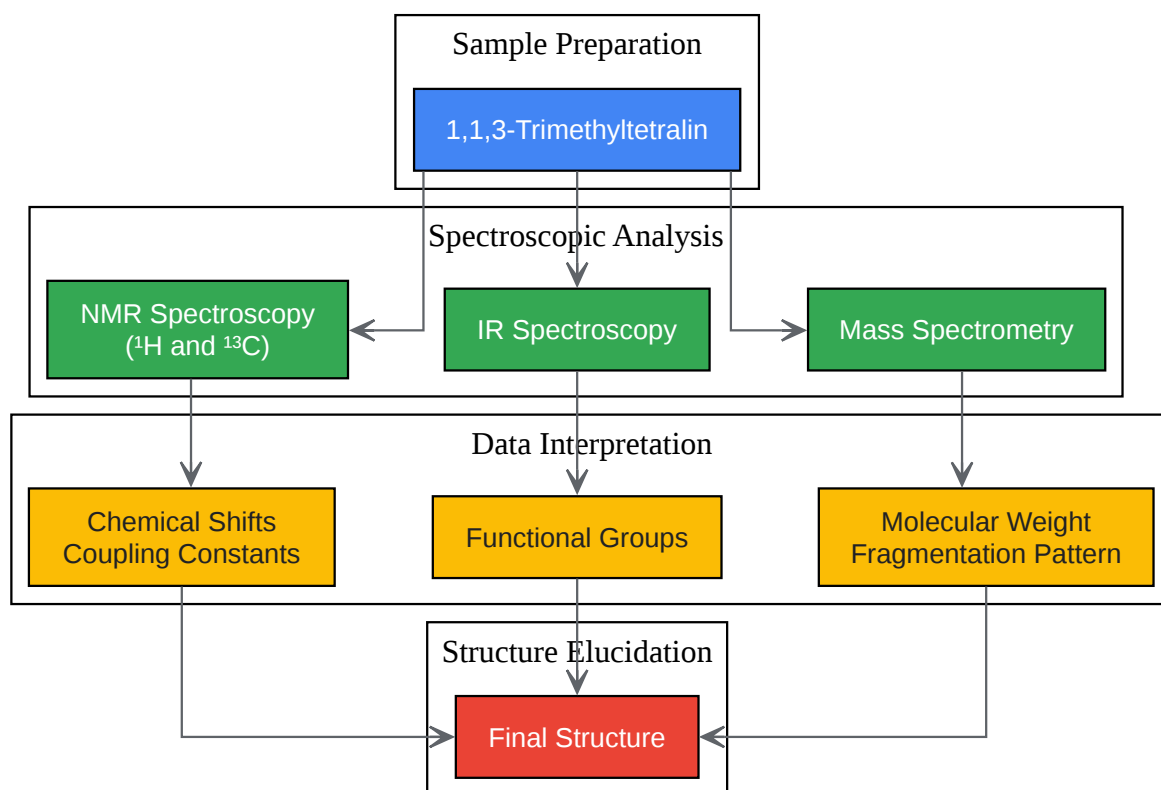 Sample Preparation
1,1,3-Trimethyltetralin
Spectroscopic Analysis
NMR Spectroscopy
(¹H and ¹³C)
IR Spectroscopy
Mass Spectrometry
Data Interpretation
Chemical Shifts
Coupling Constants
Functional Groups
Molecular Weight
Fragmentation Pattern
Structure Elucidation
Final Structure